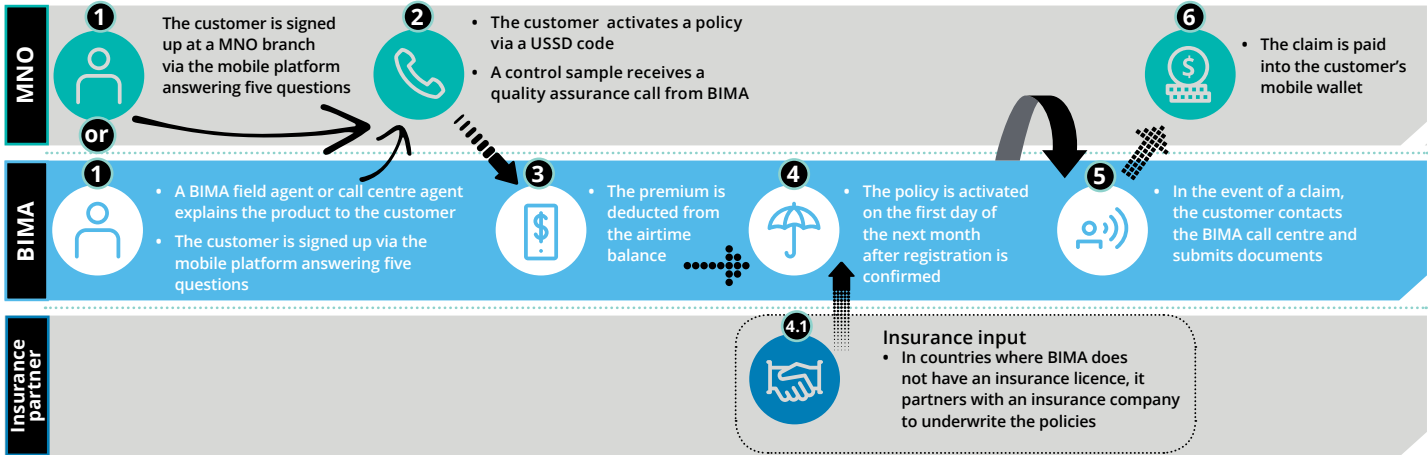 MNO
1
The customer is signed
up at a MNO branch
via the mobile platform
answering five questions
or
2
• The customer activates a policy
via a USSD code
• A control sample receives a
quality assurance call from BIMA
6
$
• The claim is paid
into the customer's
mobile wallet
BIMA
1
• A BIMA field agent or call centre agent
explains the product to the customer
• The customer is signed up via the
mobile platform answering five
questions
3
$
• The premium is
deducted from
the airtime
balance
4
• The policy is activated
on the first day of
the next month
after registration is
confirmed
5
• In the event of a claim,
the customer contacts
the BIMA call centre and
submits documents
Insurance
partner
4.1
Insurance input
• In countries where BIMA does
not have an insurance licence, it
partners with an insurance company
to underwrite the policies